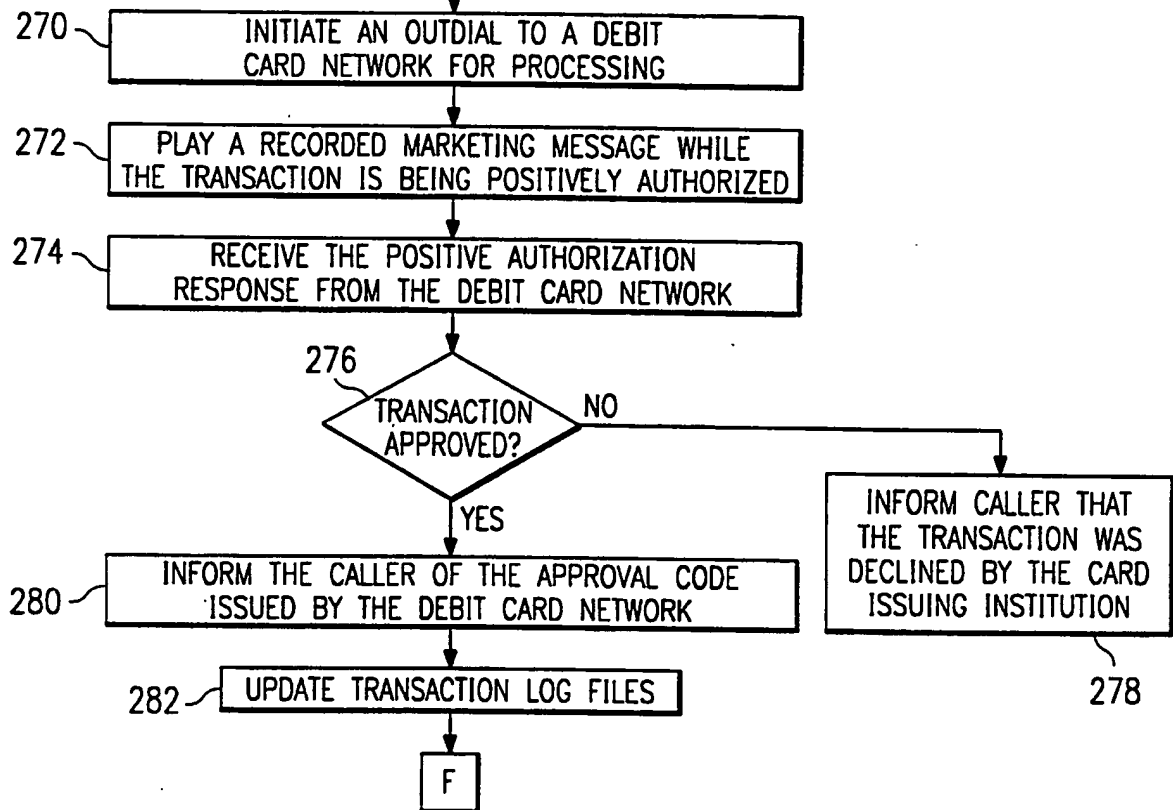 270
INITIATE AN OUTDIAL TO A DEBIT
CARD NETWORK FOR PROCESSING
272
PLAY A RECORDED MARKETING MESSAGE WHILE
THE TRANSACTION IS BEING POSITIVELY AUTHORIZED
274
RECEIVE THE POSITIVE AUTHORIZATION
RESPONSE FROM THE DEBIT CARD NETWORK
276
TRANSACTION
APPROVED?
NO
YES
INFORM CALLER THAT
THE TRANSACTION WAS
DECLINED BY THE CARD
ISSUING INSTITUTION
278
280
INFORM THE CALLER OF THE APPROVAL CODE
ISSUED BY THE DEBIT CARD NETWORK
282
UPDATE TRANSACTION LOG FILES
F